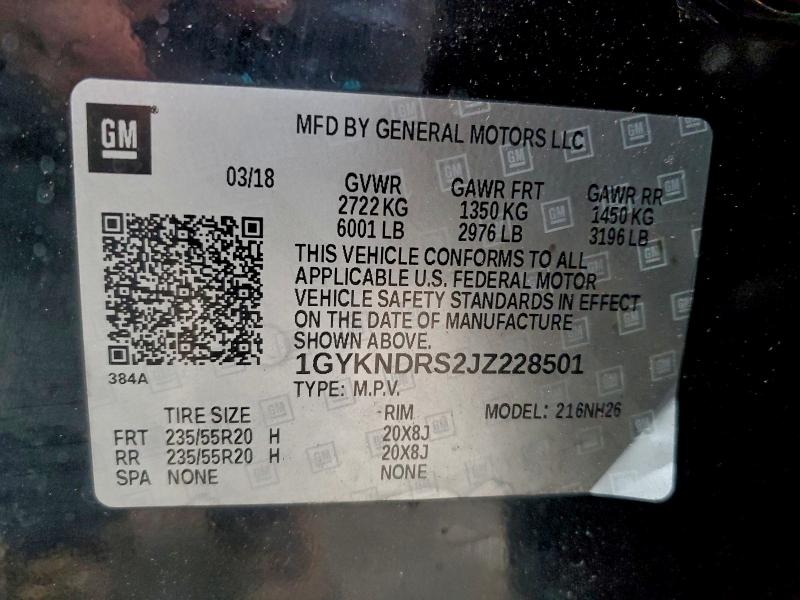 GM
MFD BY GENERAL MOTORS LLC
03/18
GVWR GAWR FRT GAWR RR
2722 KG 1350 KG 1450 KG
6001 LB 2976 LB 3196 LB
THIS VEHICLE CONFORMS TO ALL
APPLICABLE U.S. FEDERAL MOTOR
VEHICLE SAFETY STANDARDS IN EFFECT
ON THE DATE OF MANUFACTURE
SHOWN ABOVE.
384A
1GYKNDRS2JZ228501
TYPE: M.P.V.
TIRE SIZE RIM MODEL: 216NH26
FRT 235/55R20 H 20X8J
RR 235/55R20 H 20X8J
SPA NONE NONE